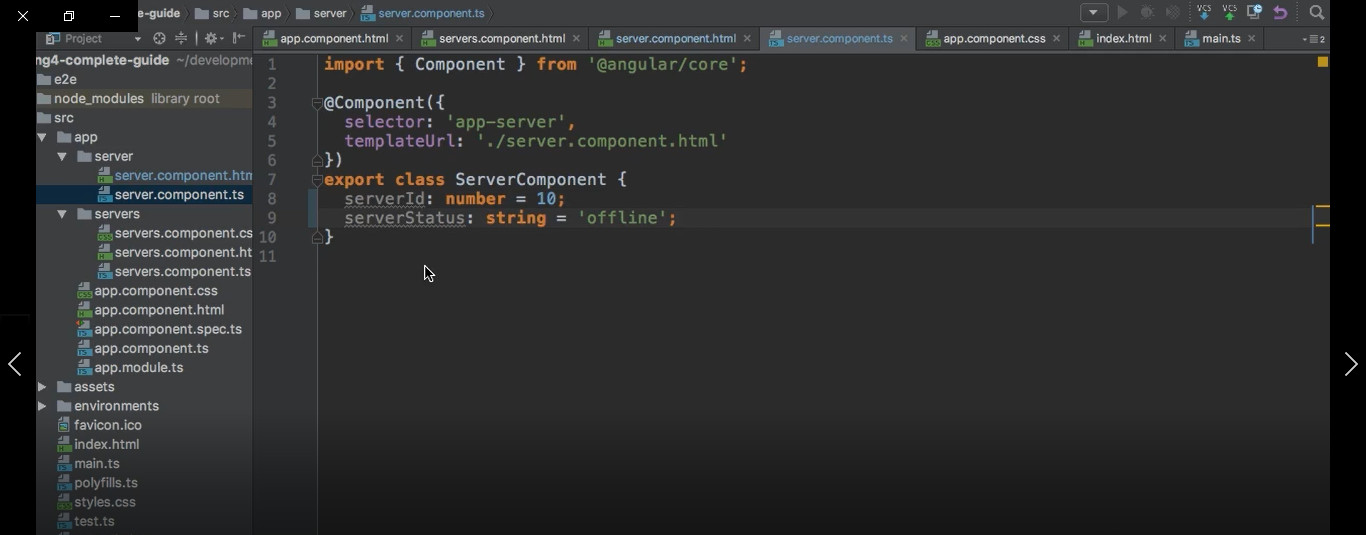 e-guide src app server server.component.ts
Project
app.component.html servers.component.html server.component.html server.component.ts app.component.css index.html main.ts 2
ng4-complete-guide ~/developme
e2e
node_modules library root
src
app
server
server.component.htm
server.component.ts
servers
servers.component.cs
servers.component.ht
servers.component.ts
app.component.css
app.component.html
app.component.spec.ts
app.component.ts
app.module.ts
assets
environments
favicon.ico
index.html
main.ts
polyfills.ts
styles.css
test.ts
1 import { Component } from '@angular/core';
2
3 @Component({
4 selector: 'app-server',
5 templateUrl: './server.component.html'
6 })
7 export class ServerComponent {
8 serverId: number = 10;
9 serverStatus: string = 'offline';
10 }
11
VCS VCS